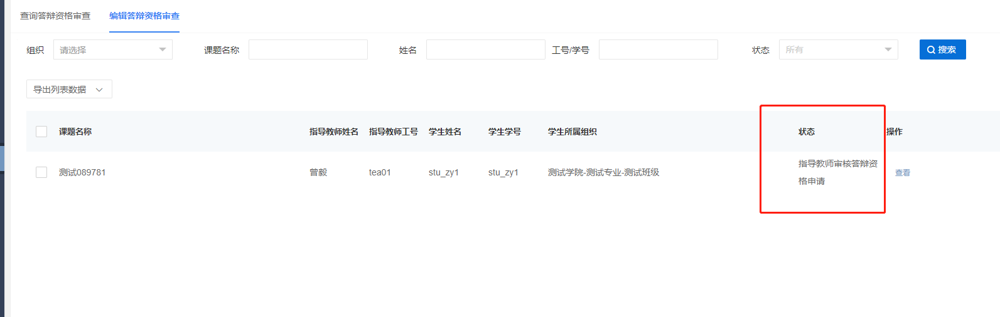 查询答辩资格审查 编辑答辩资格审查
组织 请选择 课题名称 姓名 工号/学号 状态 所有 搜索
导出列表数据
课题名称 指导教师姓名 指导教师工号 学生姓名 学生学号 学生所属组织 状态 操作
测试089781 曾毅 tea01 stu_zy1 stu_zy1 测试学院-测试专业-测试班级 指导教师审核答辩资 查看
格申请